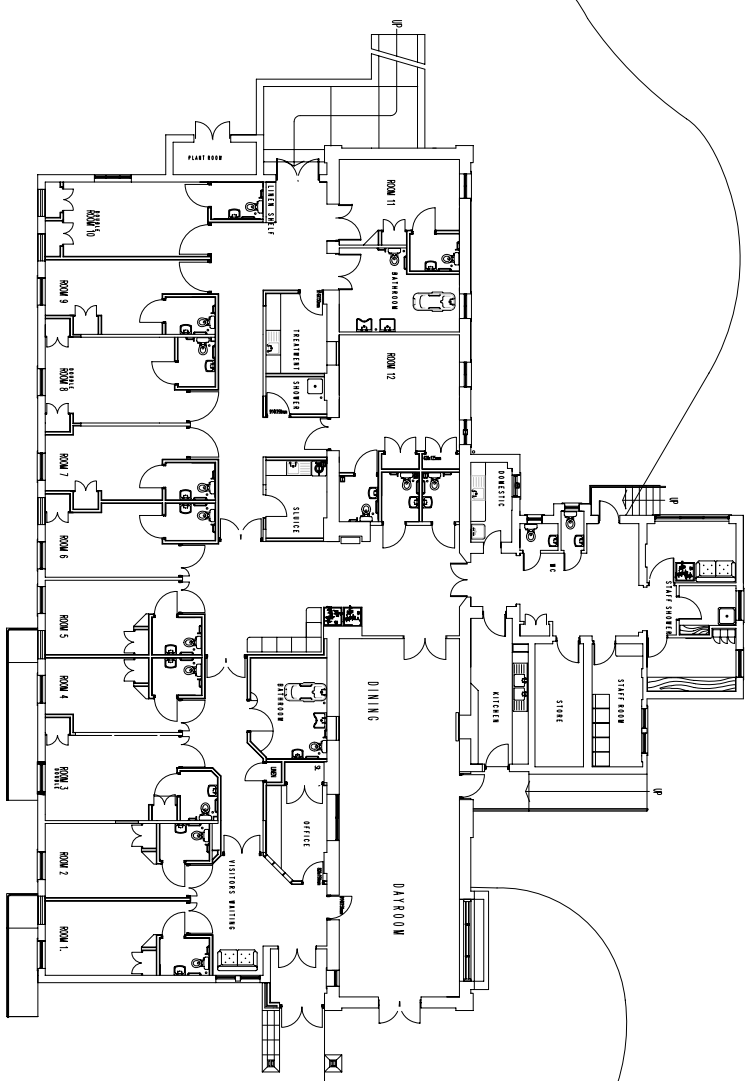 UP
PLANT ROOM
LINEN SHELF
ROOM 11
DOUBLE
ROOM 10
BATHROOM
ROOM 9
TREATMENT
ROOM 12
DOUBLE
ROOM 8
SHOWER
ROOM 7
SLUICE
DOMESTIC
UP
WC
STAFF SHOWER
ROOM 6
ROOM 5
ROOM 4
BATHROOM
DINING
KITCHEN
STORE
STAFF ROOM
ROOM 3
DOUBLE
LINEN
UP
OFFICE
ROOM 2
VISITORS WAITING
DAYROOM
ROOM 1.